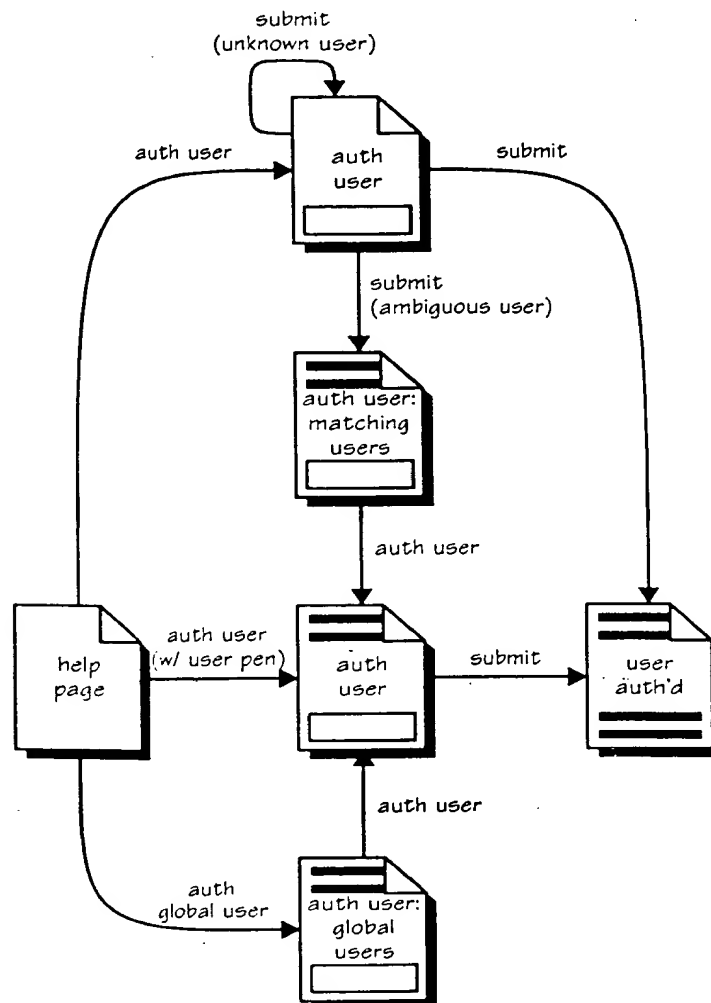 submit
(unknown user)
auth user
auth
user
submit
submit
(ambiguous user)
auth user:
matching
users
auth user
help
page
auth user
(w/ user pen)
auth
user
submit
user
auth'd
auth user
auth
global user
auth user:
global
users